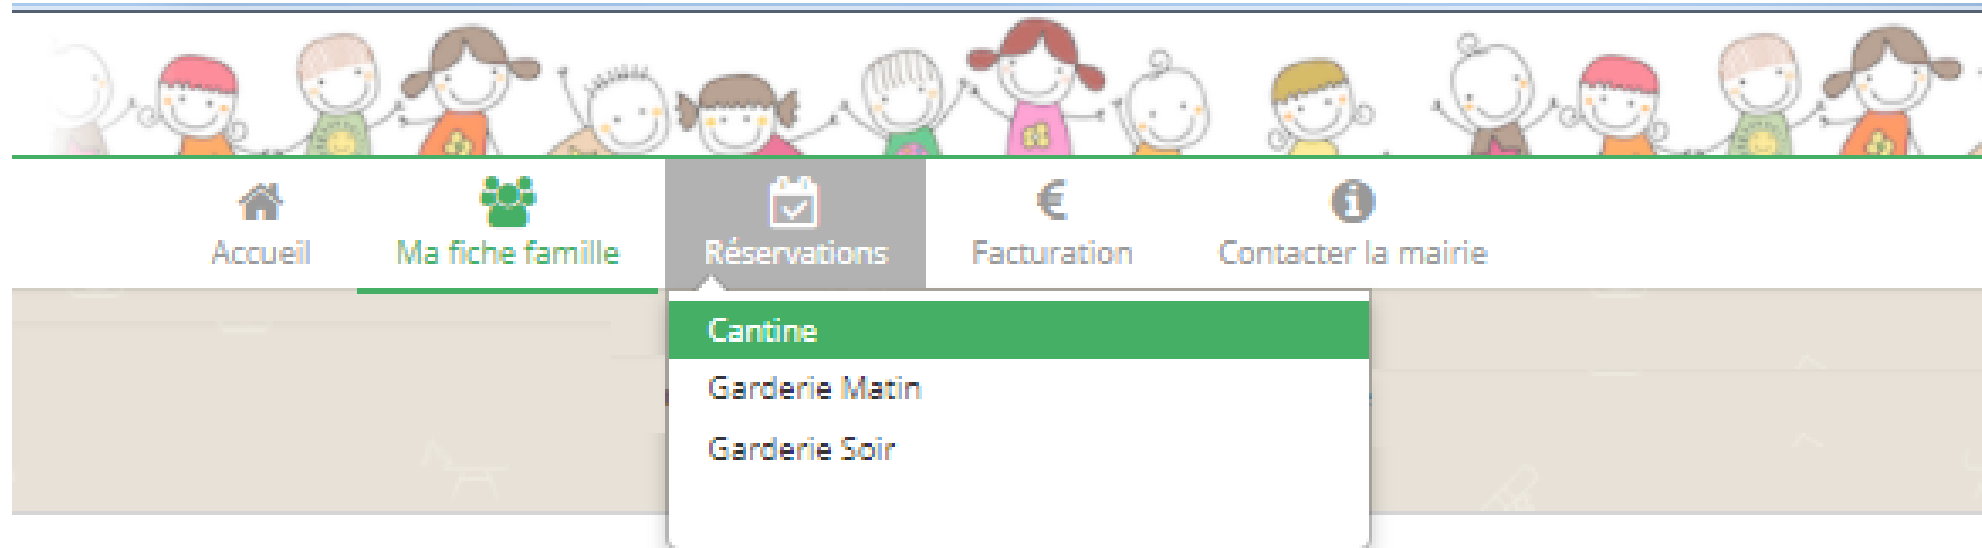 Accueil
Ma fiche famille
Réservations
Facturation
Contacter la mairie
Cantine
Garderie Matin
Garderie Soir